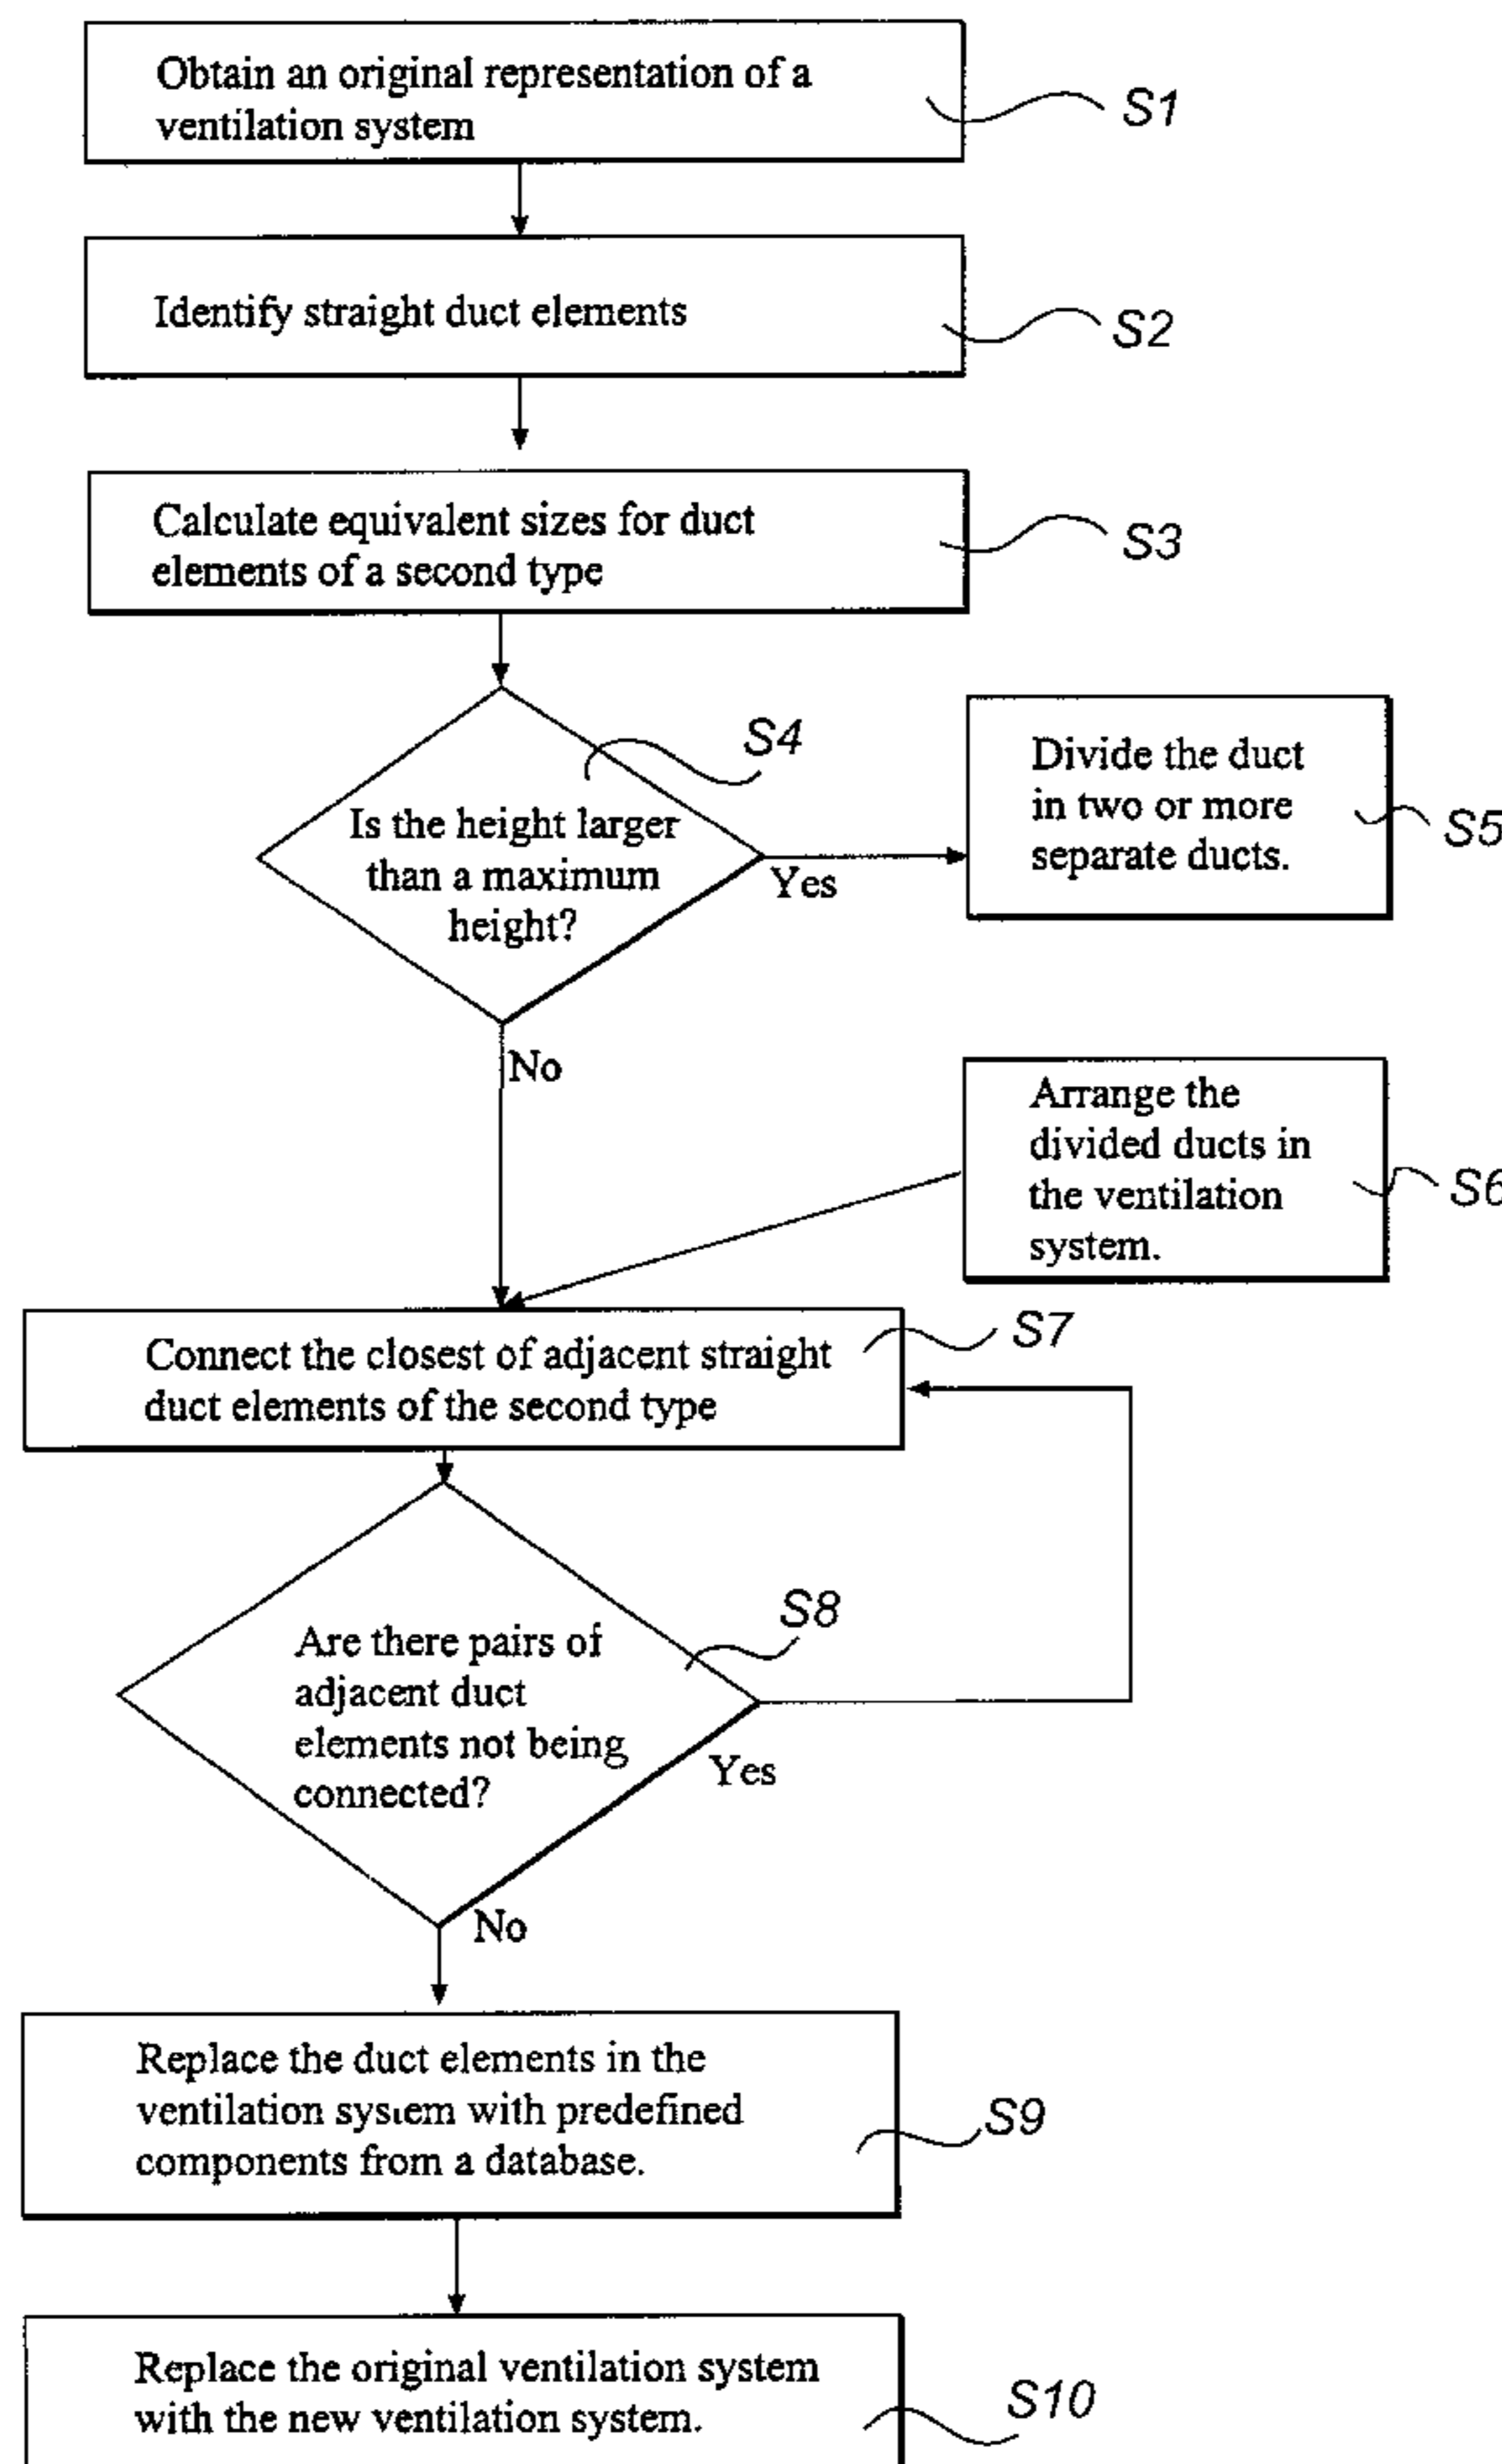 Obtain an original representation of a
ventilation system
S1
Identify straight duct elements
S2
Calculate equivalent sizes for duct
elements of a second type
S3
S4
Is the height larger
than a maximum
height?
Yes
Divide the duct
in two or more
separate ducts.
S5
No
Arrange the
divided ducts in
the ventilation
system.
S6
Connect the closest of adjacent straight
duct elements of the second type
S7
S8
Are there pairs of
adjacent duct
elements not being
connected?
Yes
No
Replace the duct elements in the
ventilation system with predefined
components from a database.
S9
Replace the original ventilation system
with the new ventilation system.
S10